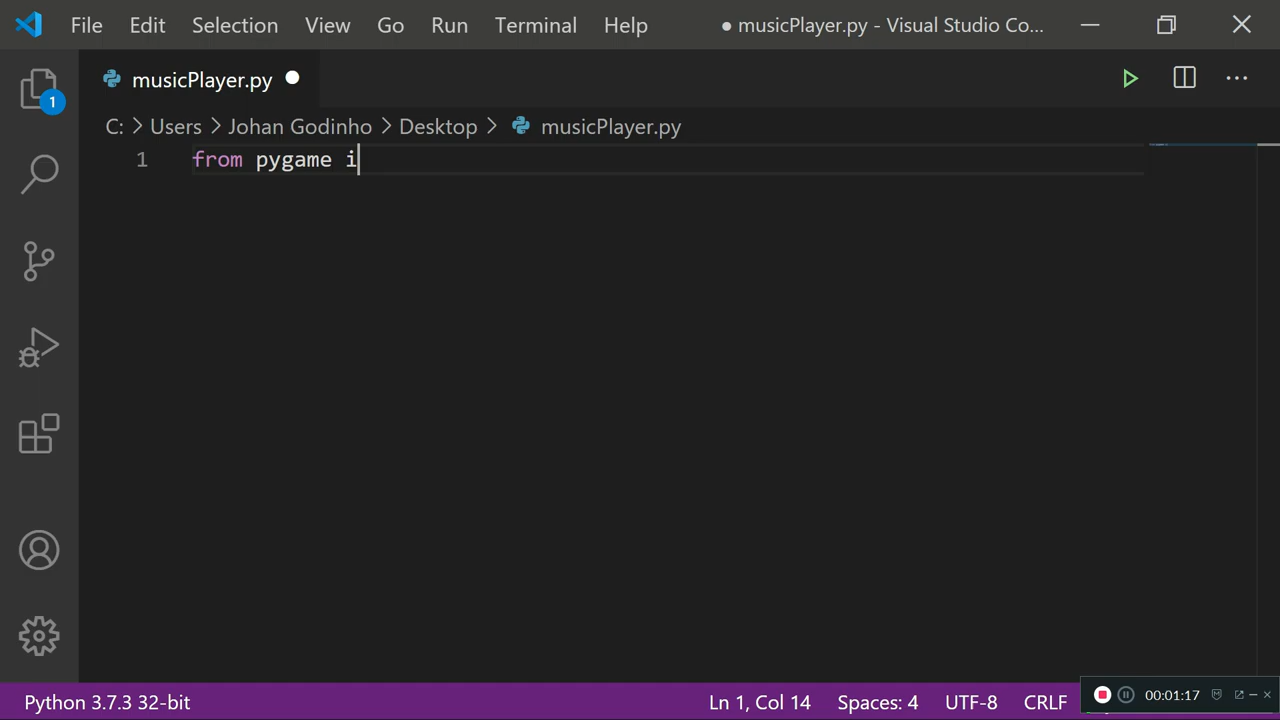 File Edit Selection View Go Run Terminal Help ● musicPlayer.py - Visual Studio Co...
musicPlayer.py
C: > Users > Johan Godinho > Desktop > musicPlayer.py
1 from pygame i
1
Python 3.7.3 32-bit Ln 1, Col 14 Spaces: 4 UTF-8 CRLF 00:01:17